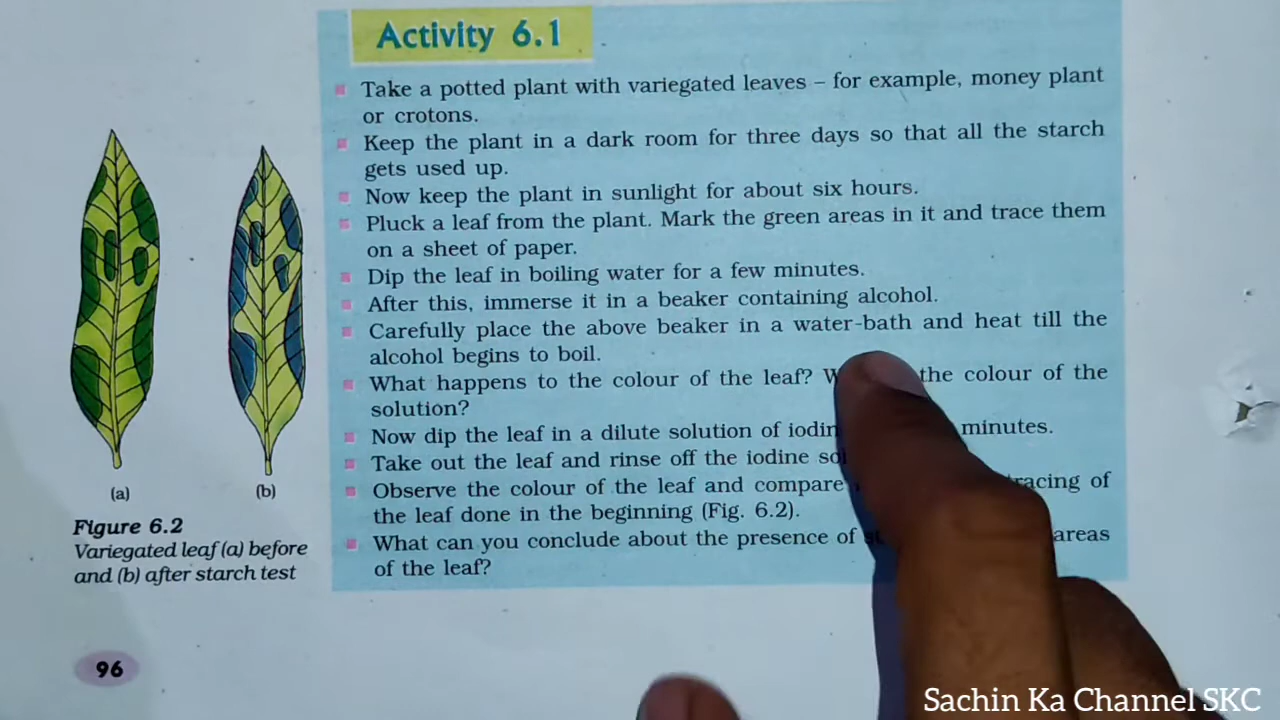 Activity 6.1
Take a potted plant with variegated leaves – for example, money plant
or crotons.
Keep the plant in a dark room for three days so that all the starch
gets used up.
Now keep the plant in sunlight for about six hours.
Pluck a leaf from the plant. Mark the green areas in it and trace them
on a sheet of paper.
Dip the leaf in boiling water for a few minutes.
After this, immerse it in a beaker containing alcohol.
Carefully place the above beaker in a water-bath and heat till the
alcohol begins to boil.
What happens to the colour of the leaf? the colour of the
solution?
Now dip the leaf in a dilute solution of minutes.
Take out the leaf and rinse off the iodine
Observe the colour of the leaf and compare of
the leaf done in the beginning (Fig. 6.2).
What can you conclude about the presence of areas
of the leaf?
(a)
(b)
Figure 6.2
Variegated leaf (a) before
and (b) after starch test
96
Sachin Ka Channel SKC